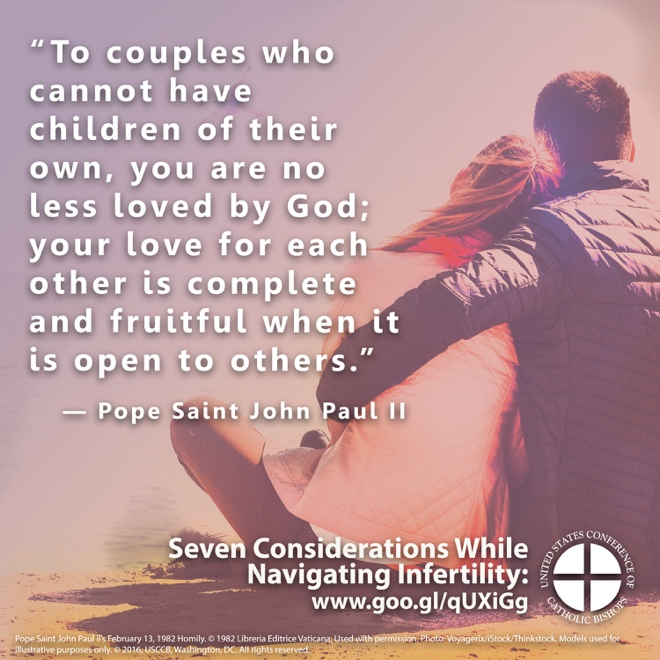 “To couples who
cannot have
children of their
own, you are no
less loved by God;
your love for each
other is complete
and fruitful when it
is open to others.”
— Pope Saint John Paul II
Seven Considerations While
Navigating Infertility:
www.goo.gl/qUXiGg
UNITED STATES CONFERENCE OF
CATHOLIC BISHOPS
Pope Saint John Paul II's February 13, 1982 Homily. © 1982 Libreria Editrice Vaticana. Used with permission. Photo: Voyagerix/iStock/Thinkstock. Models used for
illustrative purposes only. © 2016, USCCB, Washington, DC. All rights reserved.